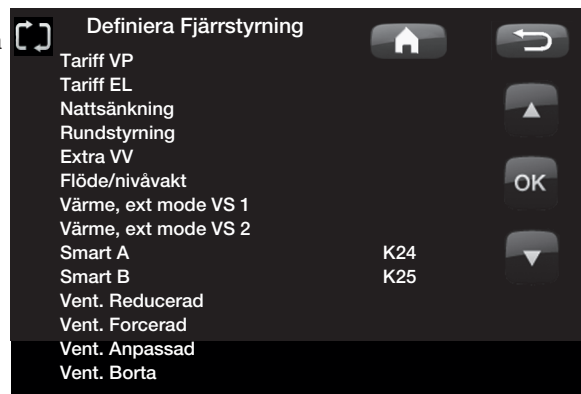 Definiera Fjärrstyrning
Tariff VP
Tariff EL
Nattsänkning
Rundstyrning
Extra VV
Flöde/nivåvakt
OK
Värme, ext mode VS 1
Värme, ext mode VS 2
Smart A K24
Smart B K25
Vent. Reducerad
Vent. Forcerad
Vent. Anpassad
Vent. Borta